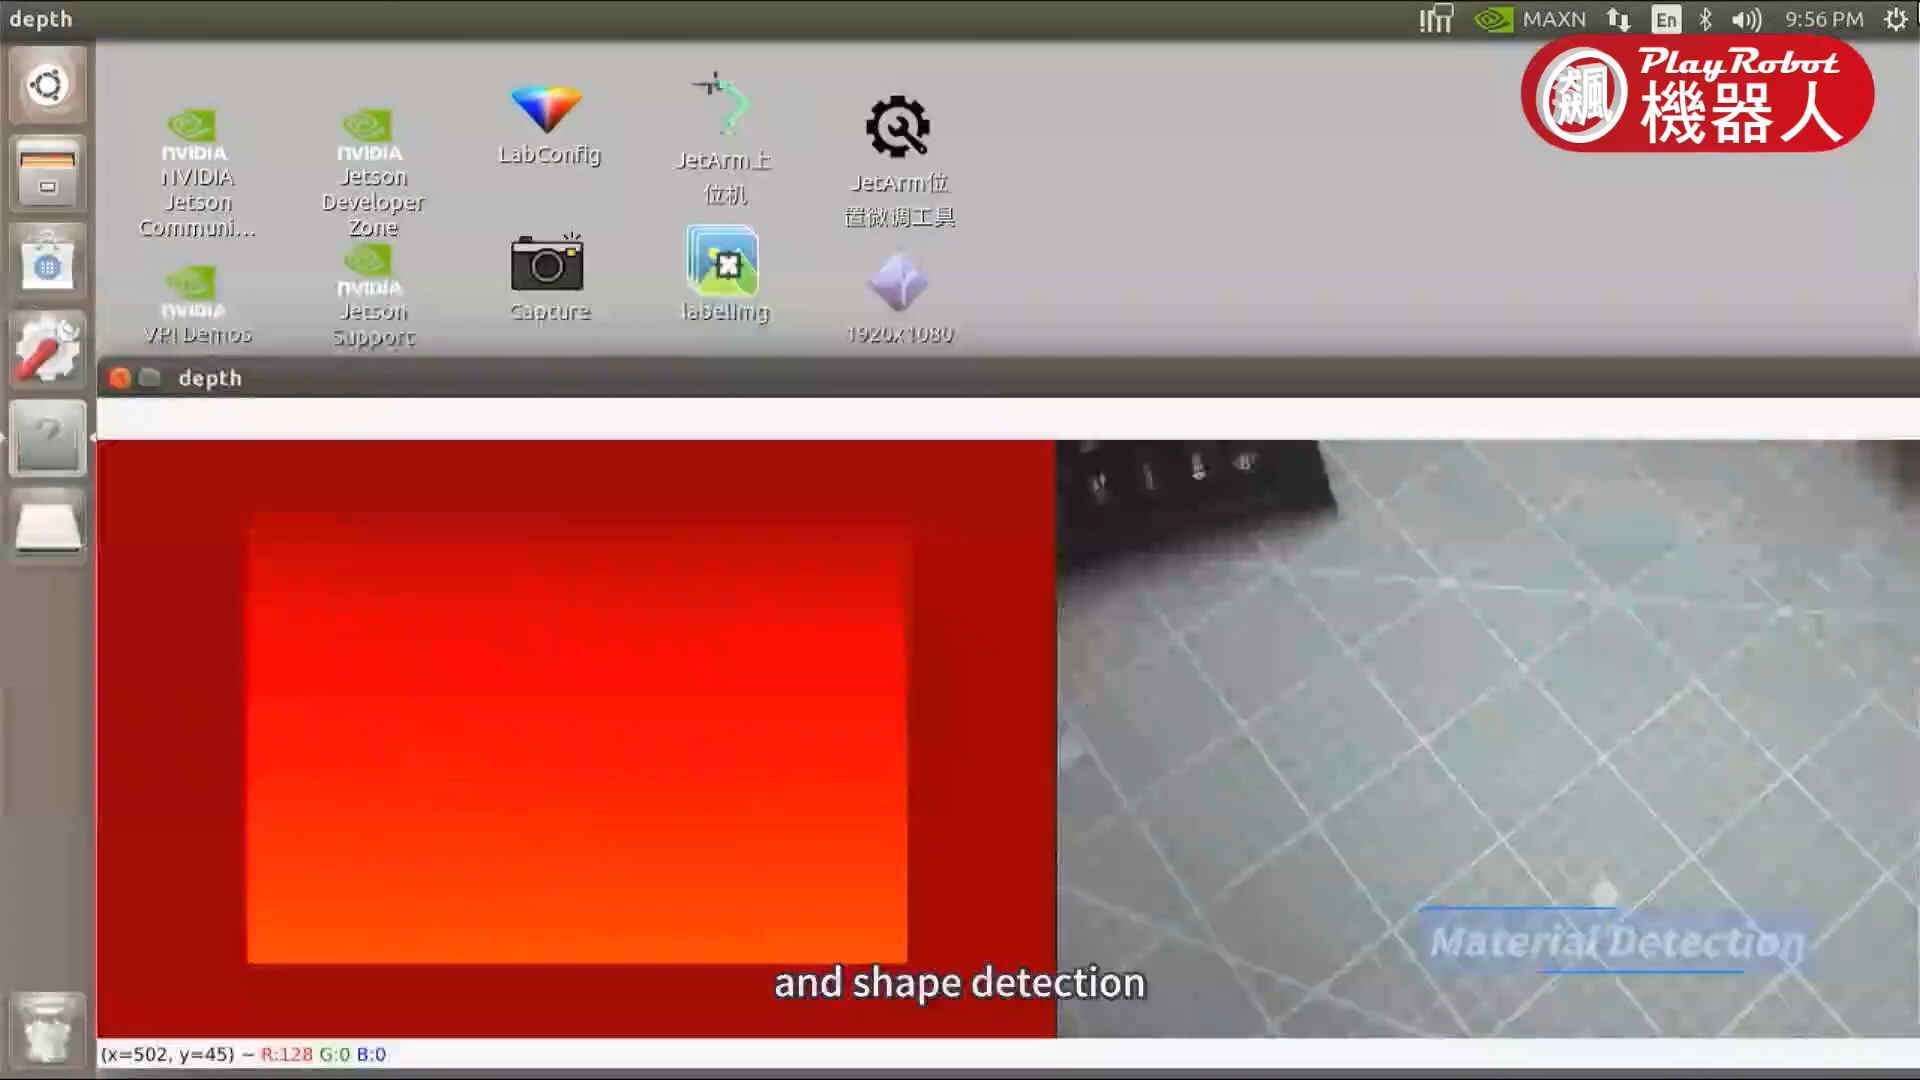 depth
MAXN
En
9:56 PM
PlayRobot
飆
機器人
NVIDIA
NVIDIA
Jetson
Communi...
NVIDIA
Jetson
Developer
Zone
LabConfig
JetArm上
位机
JetArm位
置微调工具
NVIDIA
VPI Demos
NVIDIA
Jetson
Support
Capture
labelImg
1920x1080
depth
Material Detection
and shape detection
(x=502, y=45) ~ R:128 G:0 B:0